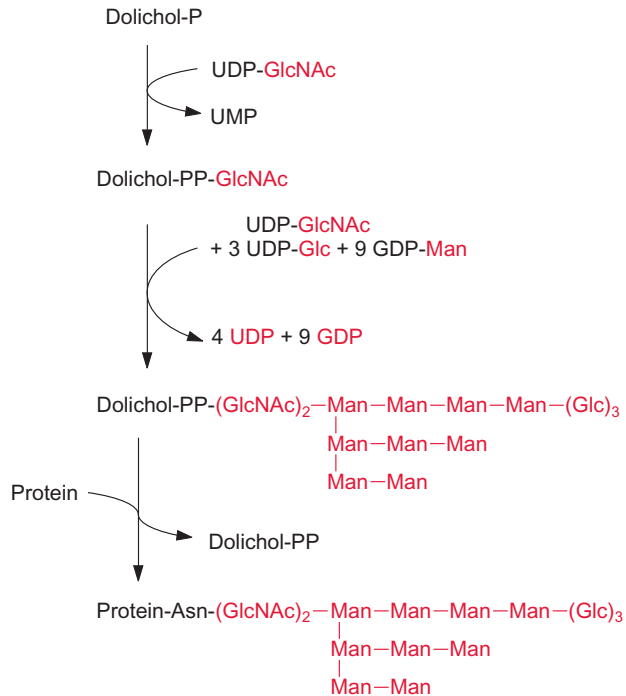 Dolichol-P
UDP-GlcNAc
UMP
Dolichol-PP-GlcNAc
UDP-GlcNAc
+ 3 UDP-Glc + 9 GDP-Man
4 UDP + 9 GDP
Dolichol-PP-(GlcNAc)₂—Man—Man—Man—Man—(Glc)₃
Man—Man—Man
Man—Man
Protein
Dolichol-PP
Protein-Asn-(GlcNAc)₂—Man—Man—Man—Man—(Glc)₃
Man—Man—Man
Man—Man